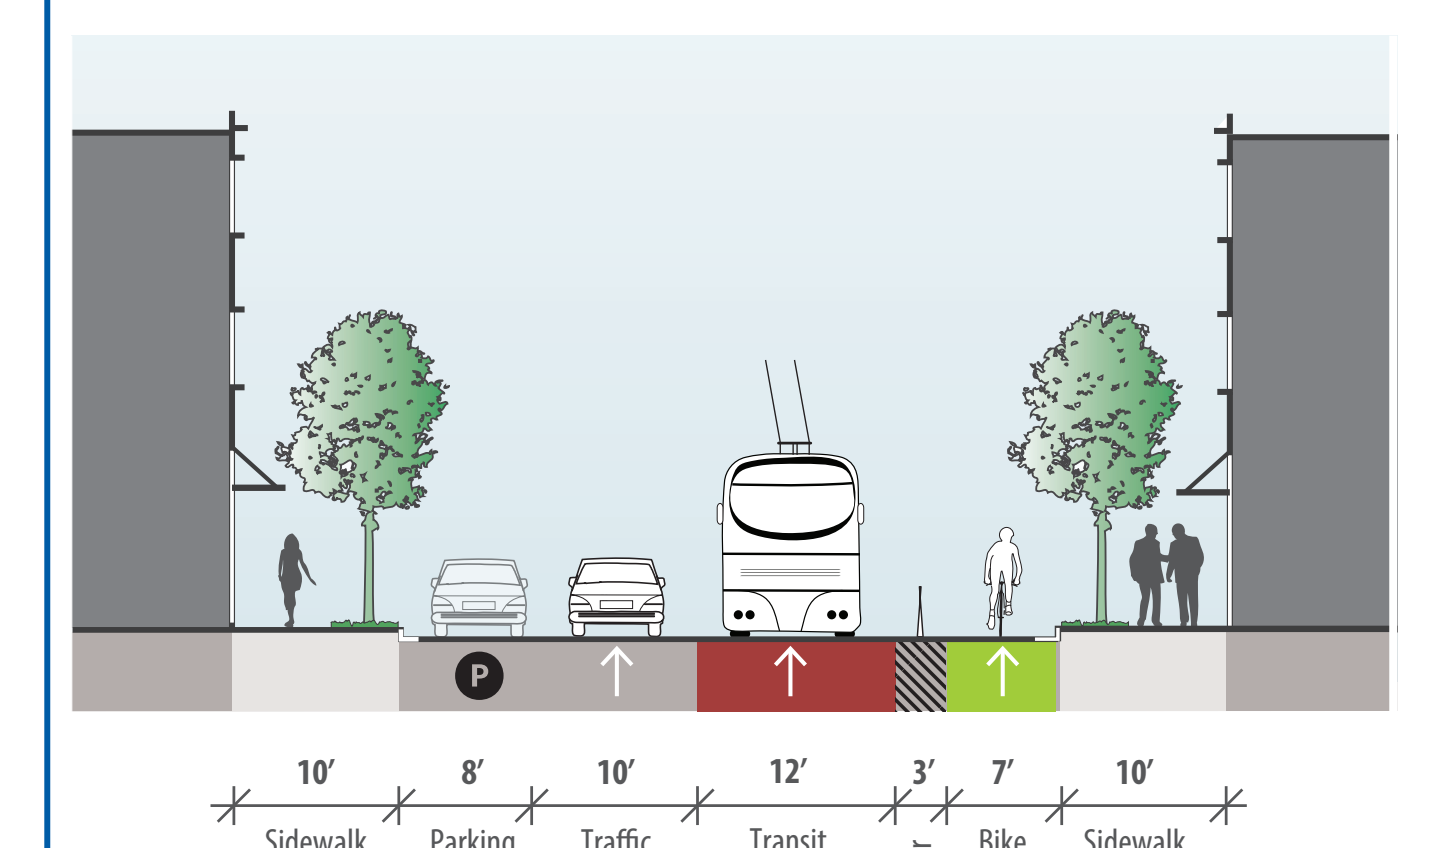 P
10’ 8’ 10’ 12’ 3’ 7’ 10’
Sidewalk Parking Traffic Transit Bike Sidewalk